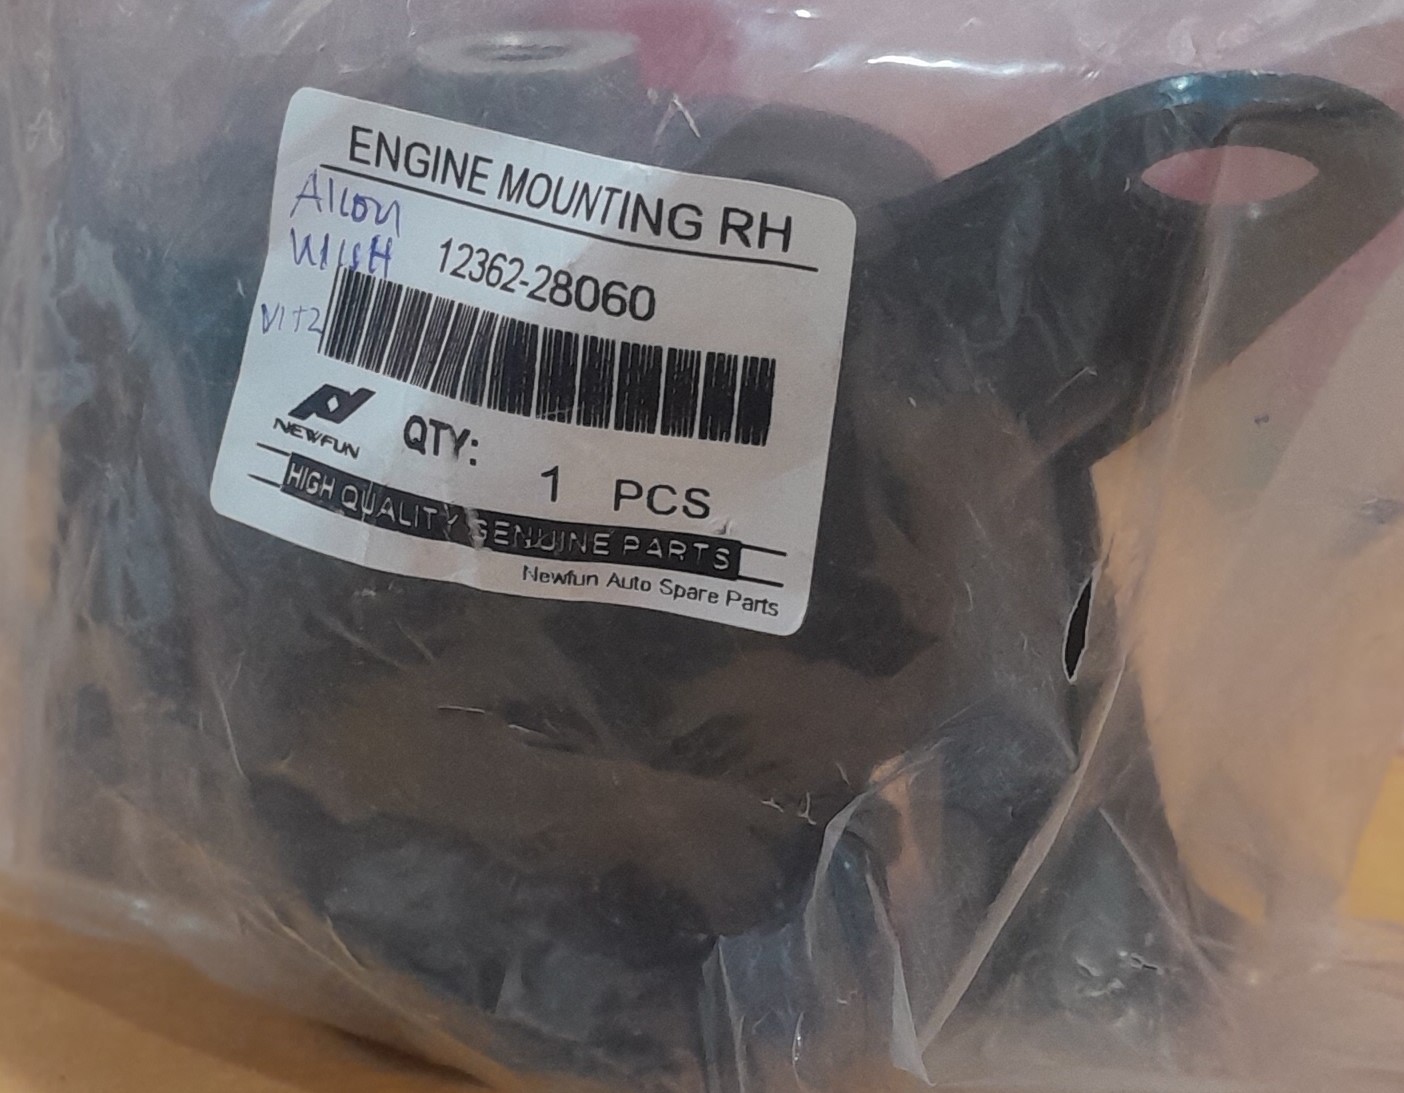 ENGINE MOUNTING RH
Allon
WISH
12362-28060
Vitz
NEWFUN
QTY: 1 PCS
HIGH QUALITY GENUINE PARTS
Newfun Auto Spare Parts